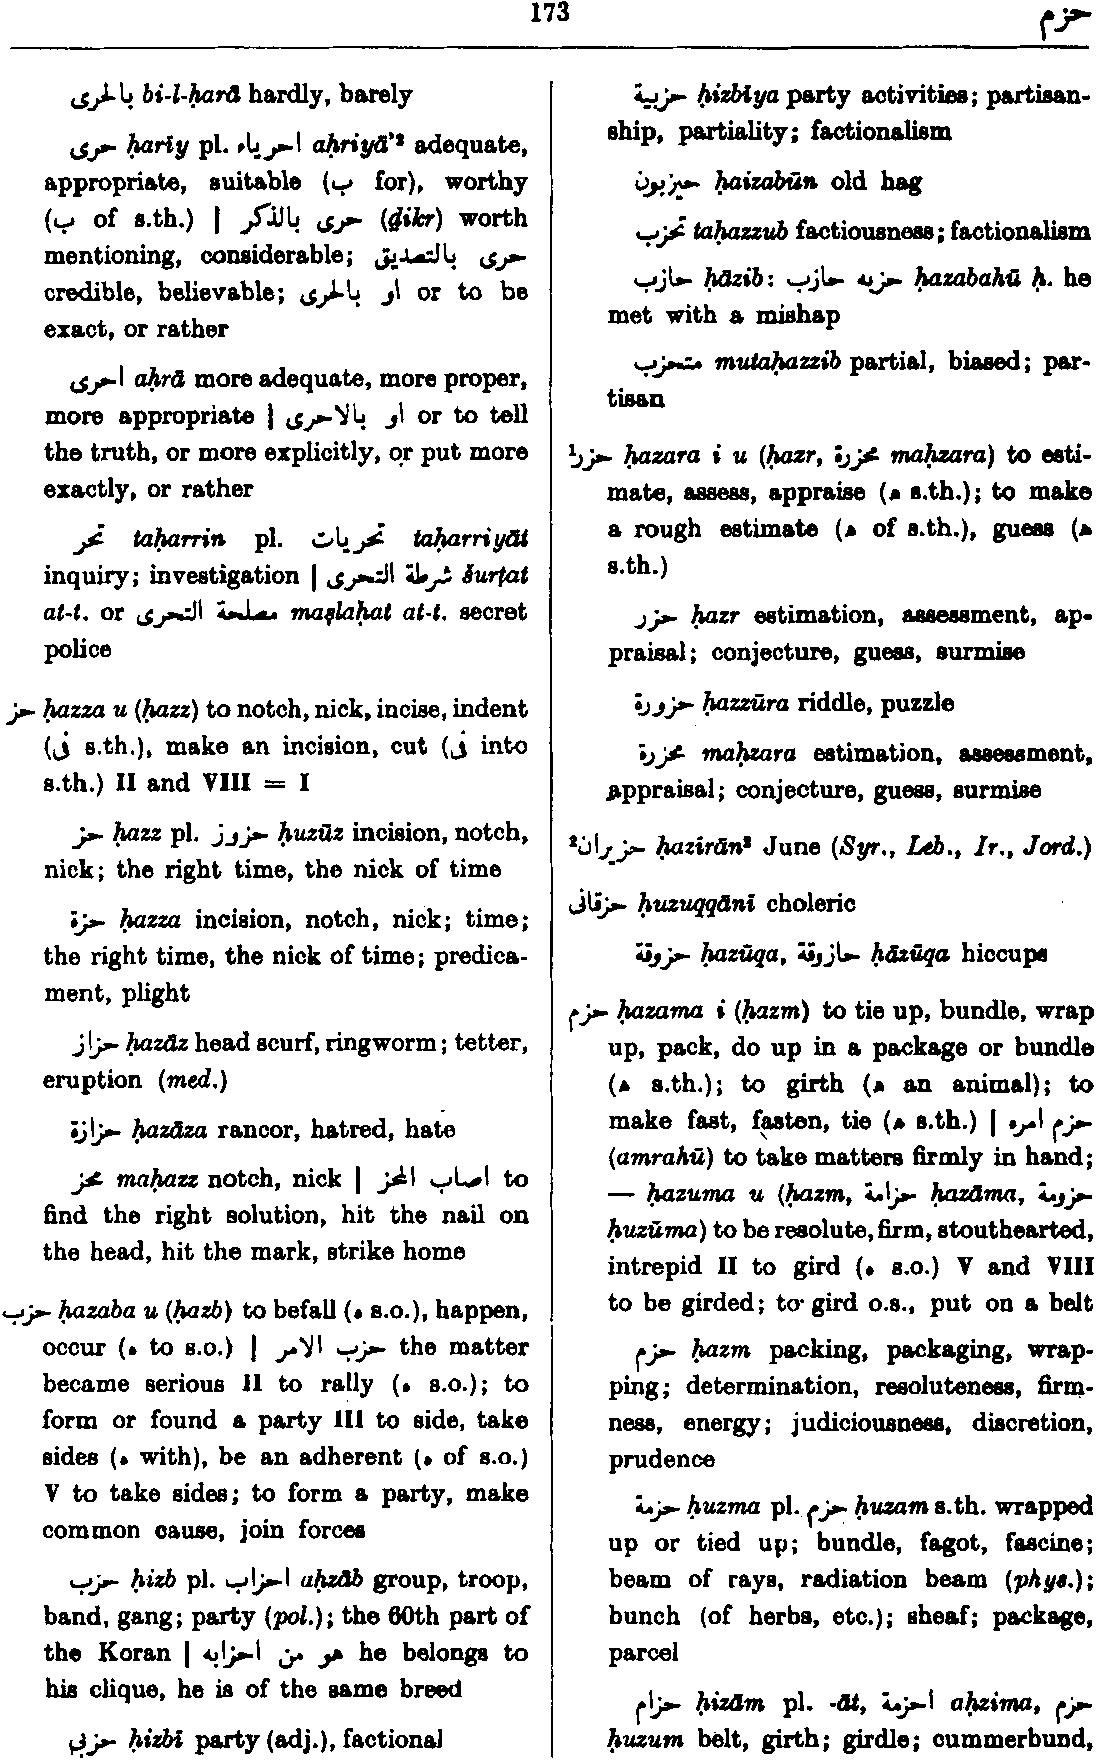 173
حزم
بالحرى bi-l-ḥarā hardly, barely
حرى ḥarīy pl. احرياء aḥriyā'² adequate,
appropriate, suitable (ب for), worthy
(ب of s.th.) | حرى بالذكر (ḏikr) worth
mentioning, considerable; حرى بالتصديق
credible, believable; او بالحرى or to be
exact, or rather
احرى aḥrā more adequate, more proper,
more appropriate | او بالاحرى or to tell
the truth, or more explicitly, or put more
exactly, or rather
تحر taḥarrin pl. تحريات taḥarriyāt
inquiry; investigation | شرطة التحرى šurṭat
at-t. or مصلحة التحرى maṣlaḥat at-t. secret
police
حز ḥazza u (ḥazz) to notch, nick, incise, indent
(فى s.th.), make an incision, cut (فى into
s.th.) II and VIII = I
حز ḥazz pl. حزوز ḥuzūz incision, notch,
nick; the right time, the nick of time
حزة ḥazza incision, notch, nick; time;
the right time, the nick of time; predica-
ment, plight
حزاز ḥazāz head scurf, ringworm; tetter,
eruption (med.)
حزازة ḥazāza rancor, hatred, hate
محز maḥazz notch, nick | اصاب المحز to
find the right solution, hit the nail on
the head, hit the mark, strike home
حزب ḥazaba u (ḥazb) to befall (ه s.o.), happen,
occur (ه to s.o.) | حزب الامر the matter
became serious II to rally (ه s.o.); to
form or found a party III to side, take
sides (ه with), be an adherent (ه of s.o.)
V to take sides; to form a party, make
common cause, join forces
حزب ḥizb pl. احزاب aḥzāb group, troop,
band, gang; party (pol.); the 60th part of
the Koran | هو من احزابه he belongs to
his clique, he is of the same breed
حزبى ḥizbī party (adj.), factional
حزبية ḥizbīya party activities; partisan-
ship, partiality; factionalism
حيزبون ḥaizabūn old hag
تحزب taḥazzub factiousness; factionalism
حازب ḥāzib: حزبه حازب ḥazabahū ḥ. he
met with a mishap
متحزب mutaḥazzib partial, biased; par-
tisan
حزر¹ ḥazara i u (ḥazr, محزرة maḥzara) to esti-
mate, assess, appraise (ه s.th.); to make
a rough estimate (ه of s.th.), guess (ه
s.th.)
حزر ḥazr estimation, assessment, ap-
praisal; conjecture, guess, surmise
حزورة ḥazzūra riddle, puzzle
محزرة maḥzara estimation, assessment,
appraisal; conjecture, guess, surmise
حزيران² ḥazīrān² June (Syr., Leb., Ir., Jord.)
حزقانى ḥuzuqqānī choleric
حزوقة ḥazūqa, حازوقة ḥāzūqa hiccups
حزم ḥazama i (ḥazm) to tie up, bundle, wrap
up, pack, do up in a package or bundle
(ه s.th.); to girth (ه an animal); to
make fast, fasten, tie (ه s.th.) | حزم امره
(amrahū) to take matters firmly in hand;
— ḥazuma u (ḥazm, حزامة ḥazāma, حزومة
ḥuzūma) to be resolute, firm, stouthearted,
intrepid II to gird (ه s.o.) V and VIII
to be girded; to gird o.s., put on a belt
حزم ḥazm packing, packaging, wrap-
ping; determination, resoluteness, firm-
ness, energy; judiciousness, discretion,
prudence
حزمة ḥuzma pl. حزم ḥuzam s.th. wrapped
up or tied up; bundle, fagot, fascine;
beam of rays, radiation beam (phys.);
bunch (of herbs, etc.); sheaf; package,
parcel
حزام ḥizām pl. -āt, احزمة aḥzima, حزم
ḥuzum belt, girth; girdle; cummerbund,